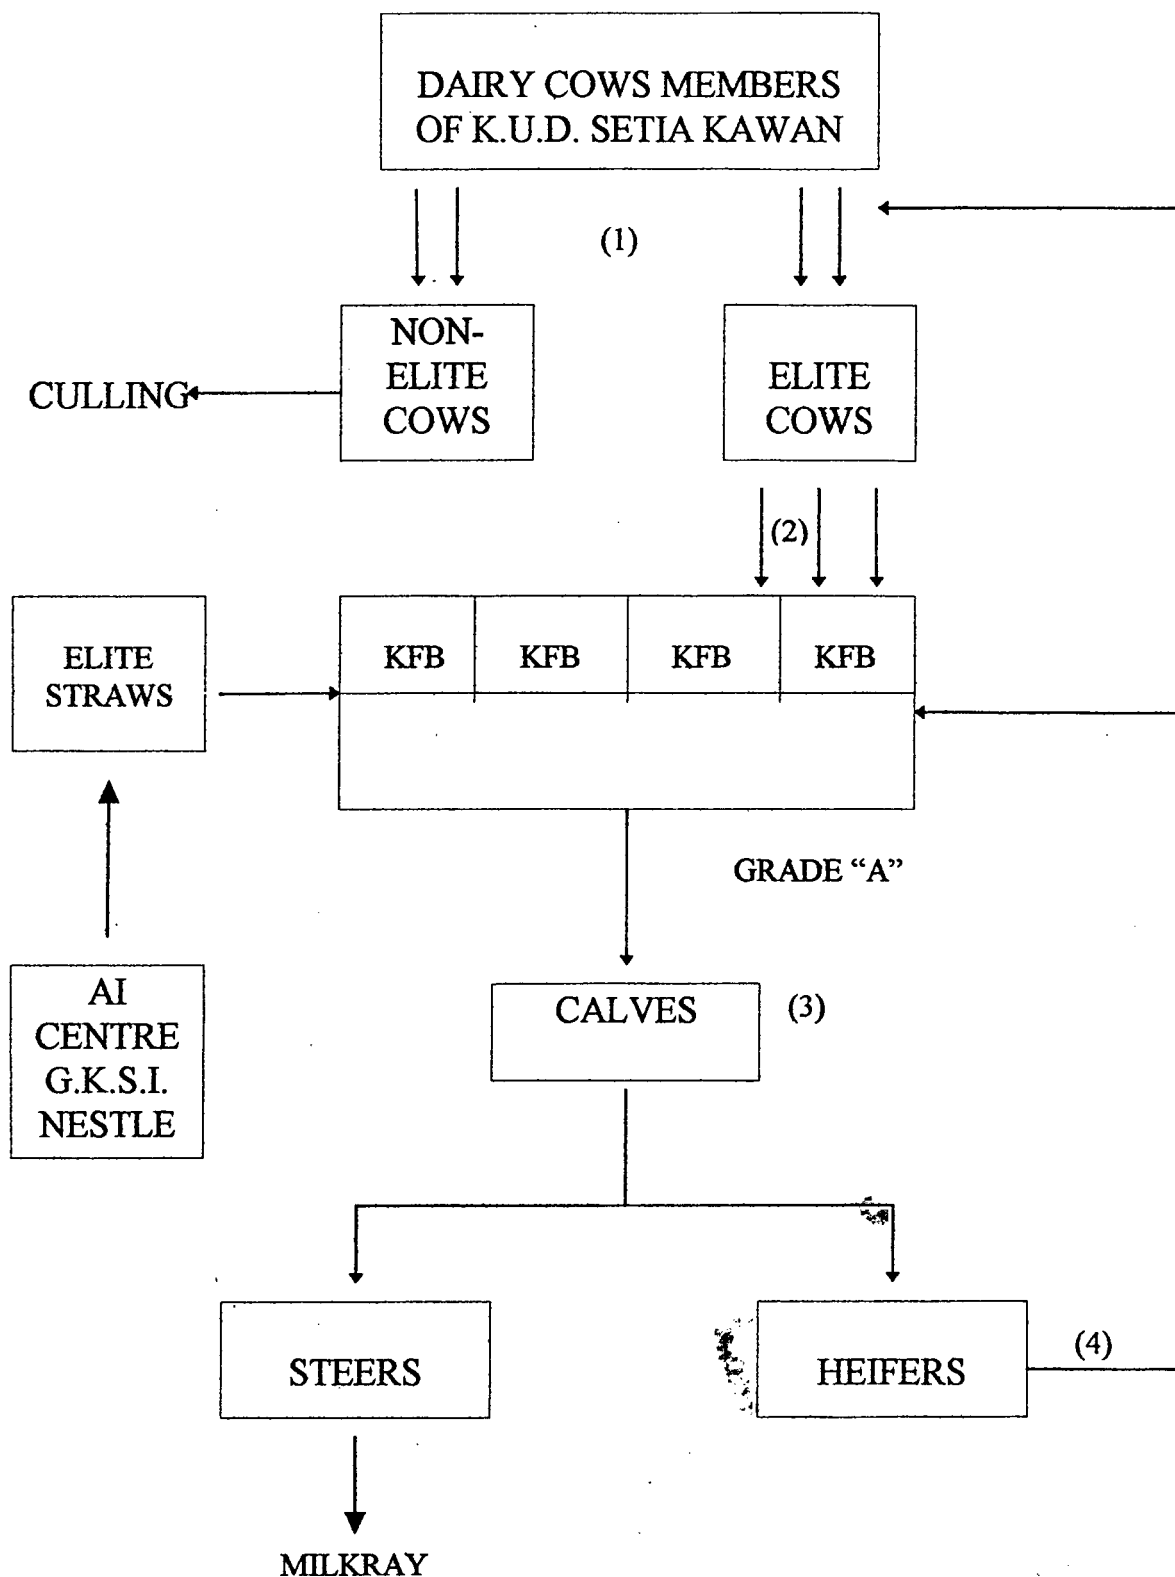 DAIRY COWS MEMBERS
OF K.U.D. SETIA KAWAN
(1)
NON-
ELITE
COWS
ELITE
COWS
CULLING
(2)
ELITE
STRAWS
KFB KFB KFB KFB
GRADE “A”
AI
CENTRE
G.K.S.I.
NESTLE
CALVES
(3)
STEERS
HEIFERS
(4)
MILKRAY